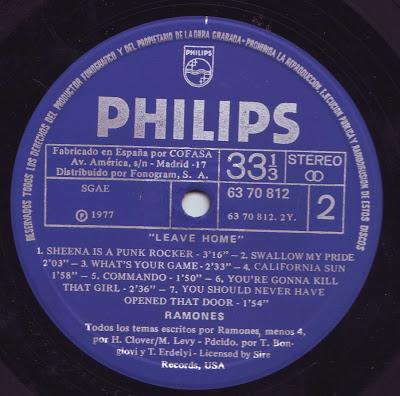 RESERVADOS TODOS LOS DERECHOS DEL PRODUCTOR FONOGRAFICO Y DEL PROPIETARIO DE LA OBRA GRABADA - PROHIBIDA LA REPRODUCCION, EJECUCION PUBLICA Y RADIODIFUSION DE ESTOS DISCOS
PHILIPS
PHILIPS
Fabricado en España por COFASA
Av. América, s/n - Madrid-17
Distribuido por Fonogram, S. A.
33 1/3
STEREO
SGAE
63 70 812
℗ 1977
63 70 812. 2Y.
2
"LEAVE HOME"
1. SHEENA IS A PUNK ROCKER - 3'16" - 2. SWALLOW MY PRIDE
2'03" - 3. WHAT'S YOUR GAME - 2'33" - 4. CALIFORNIA SUN
1'58" - 5. COMMANDO - 1'50" - 6. YOU'RE GONNA KILL
THAT GIRL - 2'36" - 7. YOU SHOULD NEVER HAVE
OPENED THAT DOOR - 1'54"
RAMONES
Todos los temas escritos por Ramones, menos 4,
por H. Clover/M. Levy - Pdcido. por T. Bon-
giovi y T. Erdelyi - Licensed by Sire
Records, USA